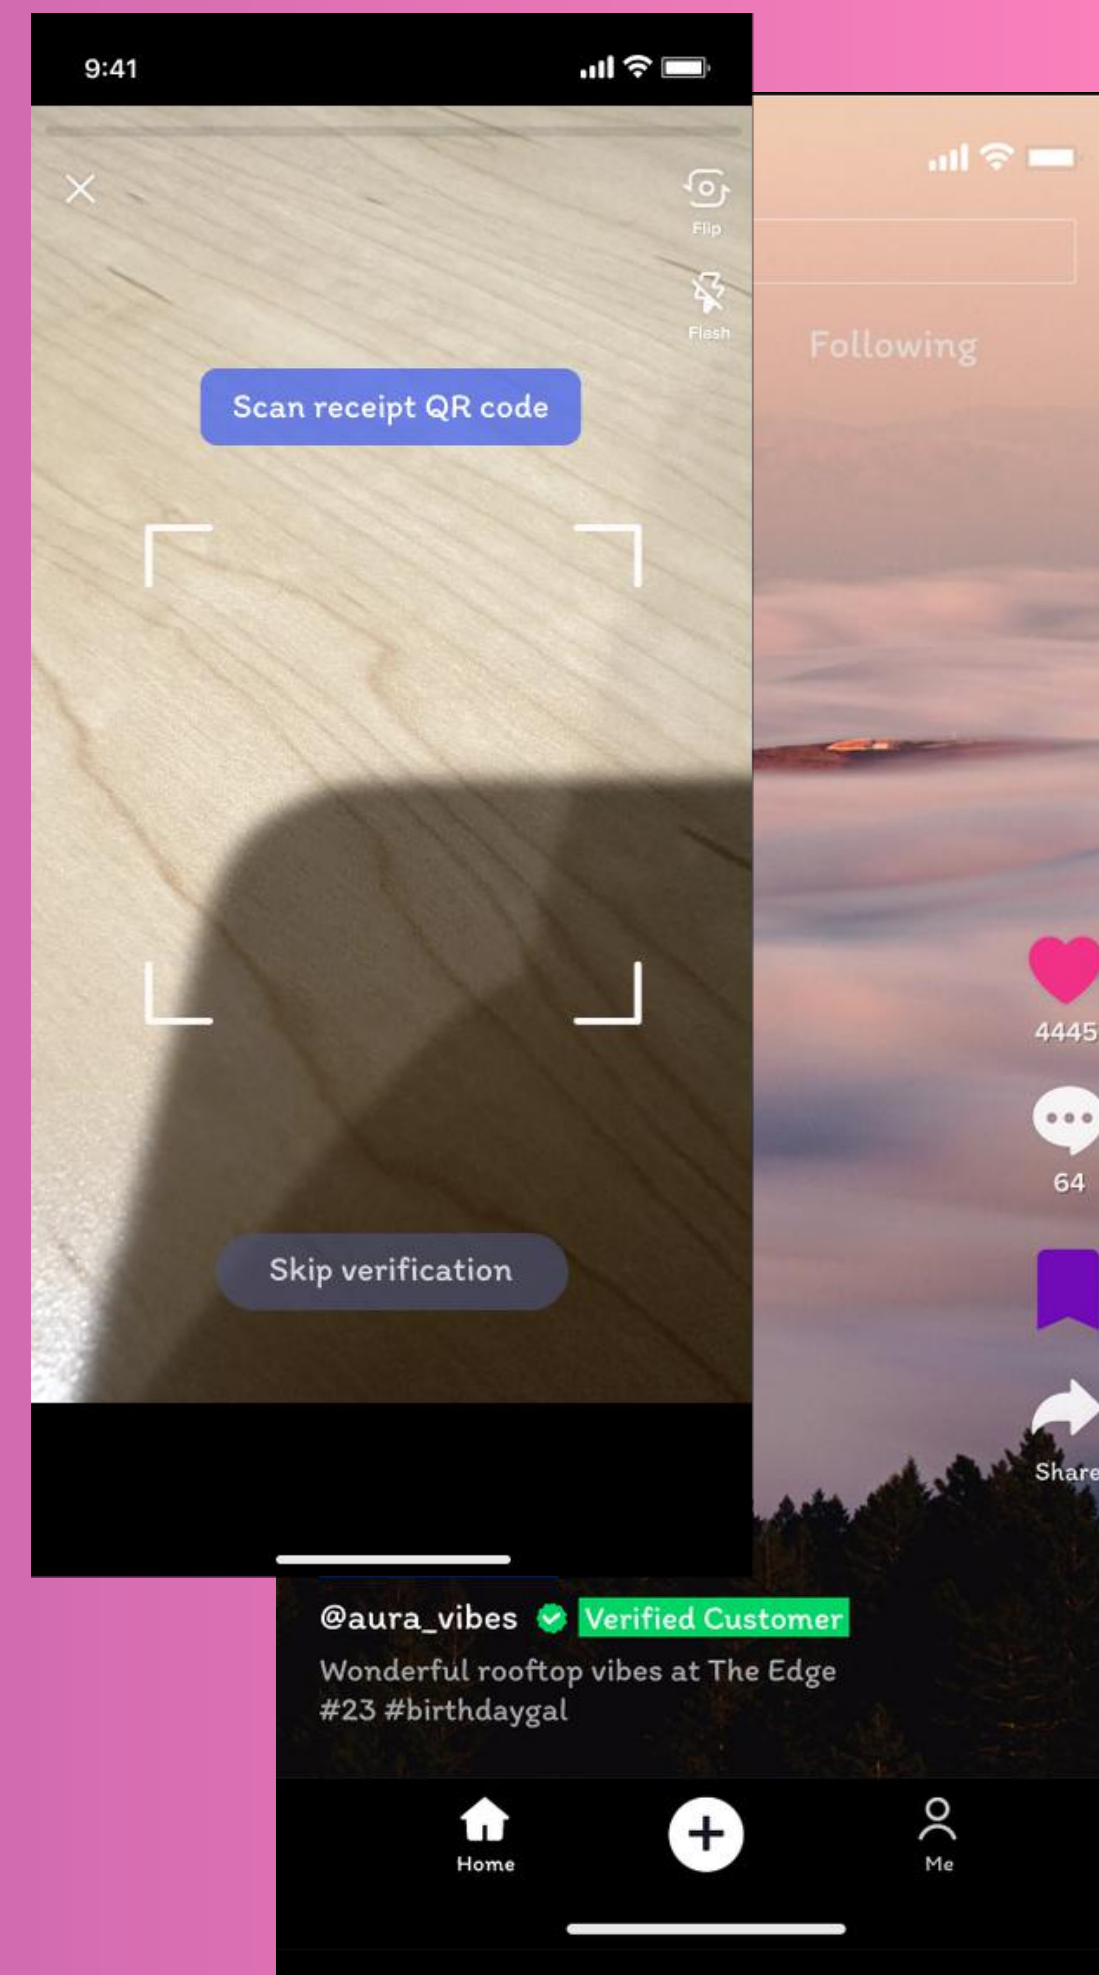 9:41
Flip
Flash
Scan receipt QR code
Skip verification
Following
4445
64
Share
@aura_vibes Verified Customer
Wonderful rooftop vibes at The Edge
#23 #birthdaygal
Home
Me